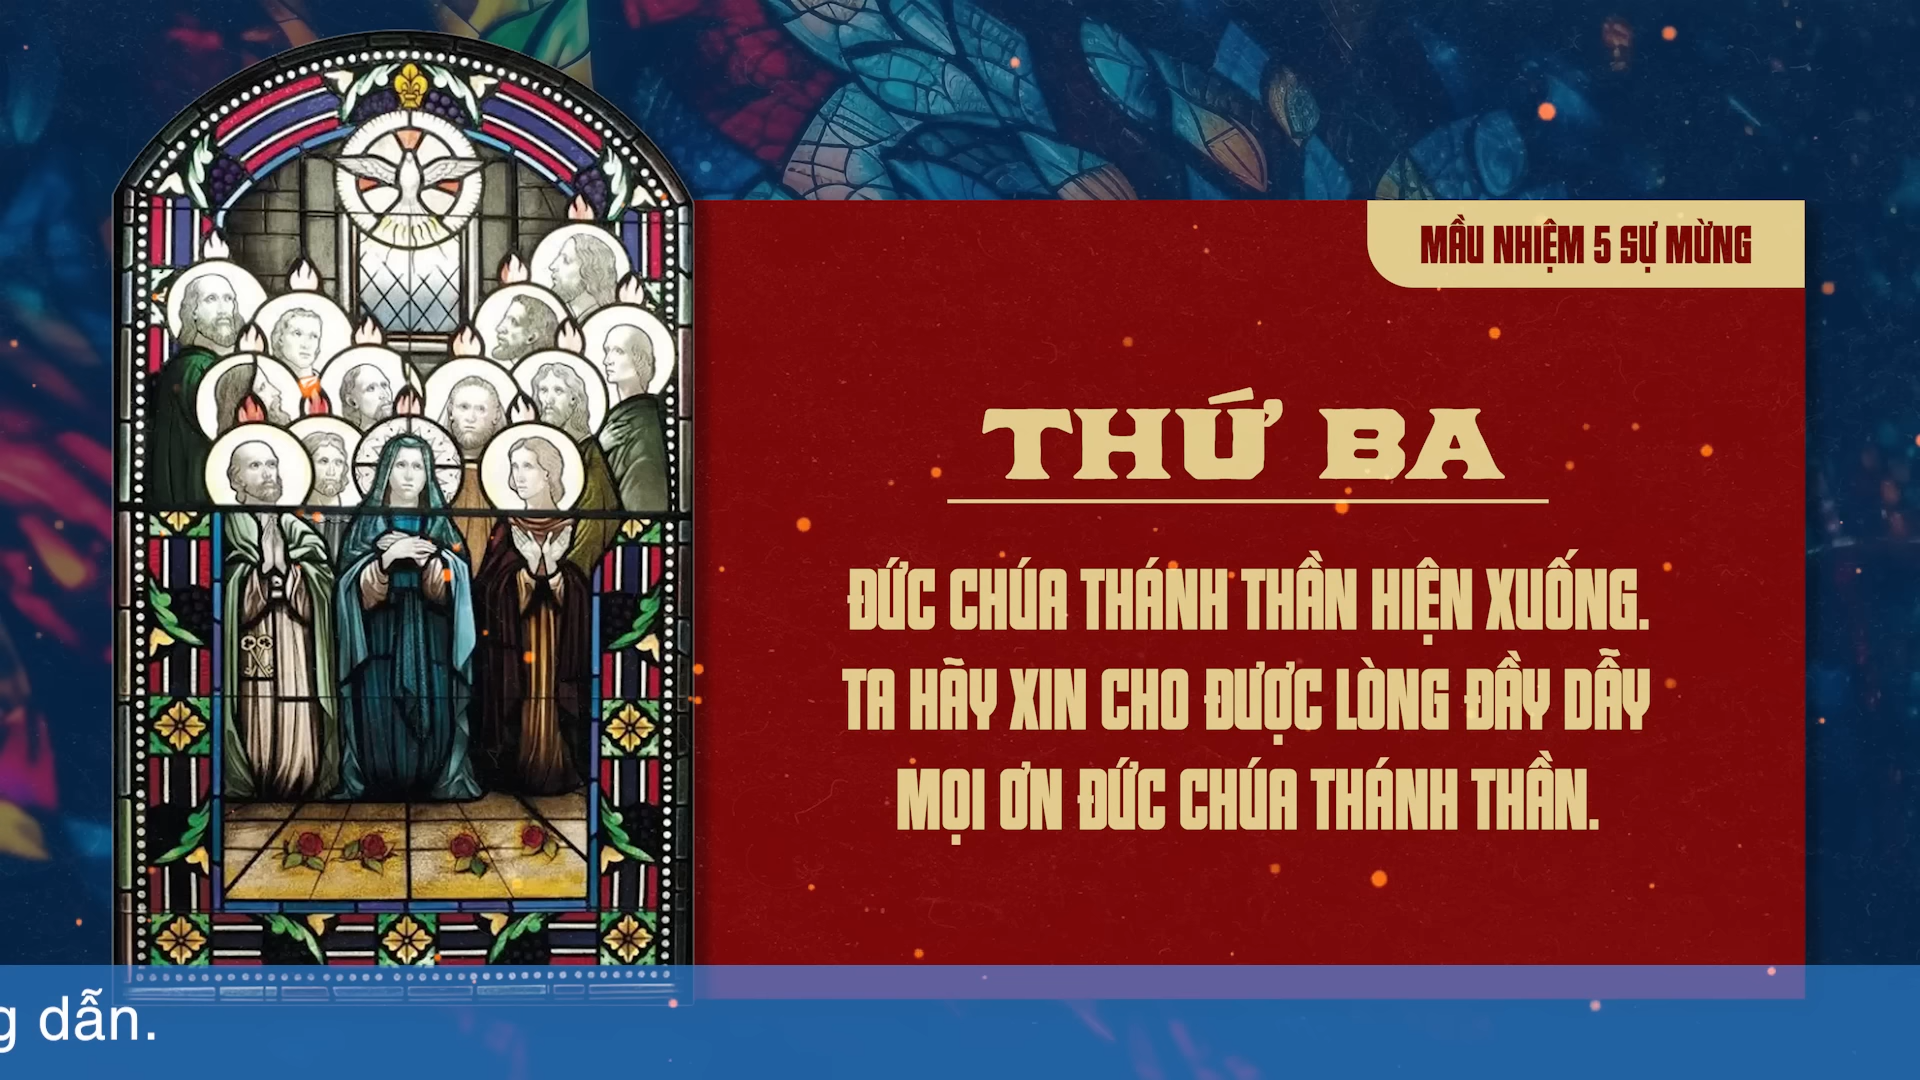 MẦU NHIỆM 5 SỰ MỪNG
THỨ BA
ĐỨC CHÚA THÁNH THẦN HIỆN XUỐNG.
TA HÃY XIN CHO ĐƯỢC LÒNG ĐẦY DẪY
MỌI ƠN ĐỨC CHÚA THÁNH THẦN.
dẫn.